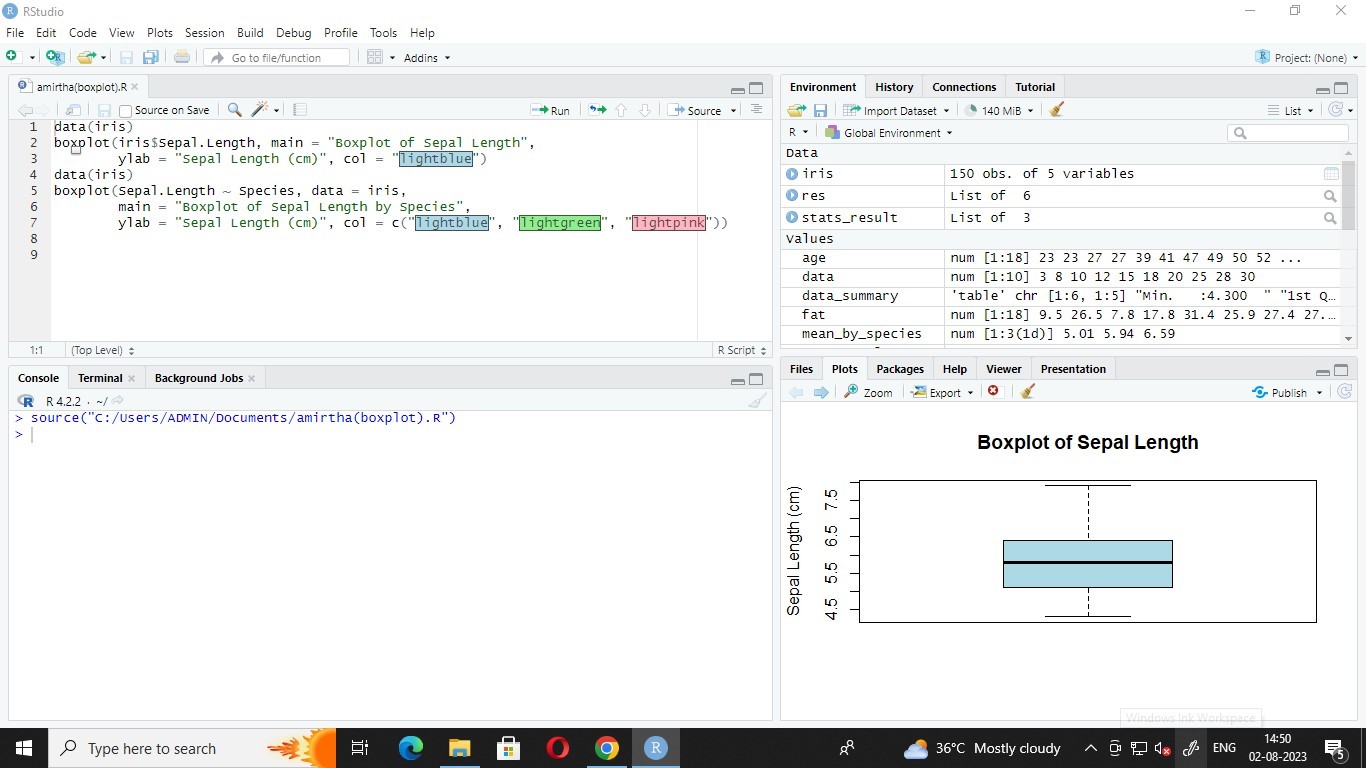 RStudio
File Edit Code View Plots Session Build Debug Profile Tools Help
Go to file/function Addins Project: (None)
amirtha(boxplot).R
Source on Save Run Source
1 data(iris)
2 boxplot(iris$Sepal.Length, main = "Boxplot of Sepal Length",
3 ylab = "Sepal Length (cm)", col = "lightblue")
4 data(iris)
5 boxplot(Sepal.Length ~ Species, data = iris,
6 main = "Boxplot of Sepal Length by Species",
7 ylab = "Sepal Length (cm)", col = c("lightblue", "lightgreen", "lightpink"))
8
9
1:1 (Top Level) R Script
Console Terminal Background Jobs
R 4.2.2 . ~/
> source("C:/Users/ADMIN/Documents/amirtha(boxplot).R")
>
Environment History Connections Tutorial
Import Dataset 140 MiB List
R Global Environment
Data
iris 150 obs. of 5 variables
res List of 6
stats_result List of 3
Values
age num [1:18] 23 23 27 27 39 41 47 49 50 52 ...
data num [1:10] 3 8 10 12 15 18 20 25 28 30
data_summary 'table' chr [1:6, 1:5] "Min. :4.300 " "1st Q…
fat num [1:18] 9.5 26.5 7.8 17.8 31.4 25.9 27.4 27.…
mean_by_species num [1:3(1d)] 5.01 5.94 6.59
Files Plots Packages Help Viewer Presentation
Zoom Export Publish
Boxplot of Sepal Length
Sepal Length (cm)
7.5
6.5
5.5
4.5
Windows Ink Workspace
Type here to search
36°C Mostly cloudy
ENG
14:50
02-08-2023
5